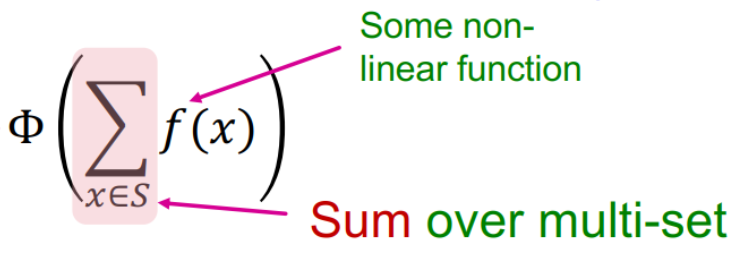 Some non-
linear function
Φ(∑ f(x))
x∈S
Sum over multi-set